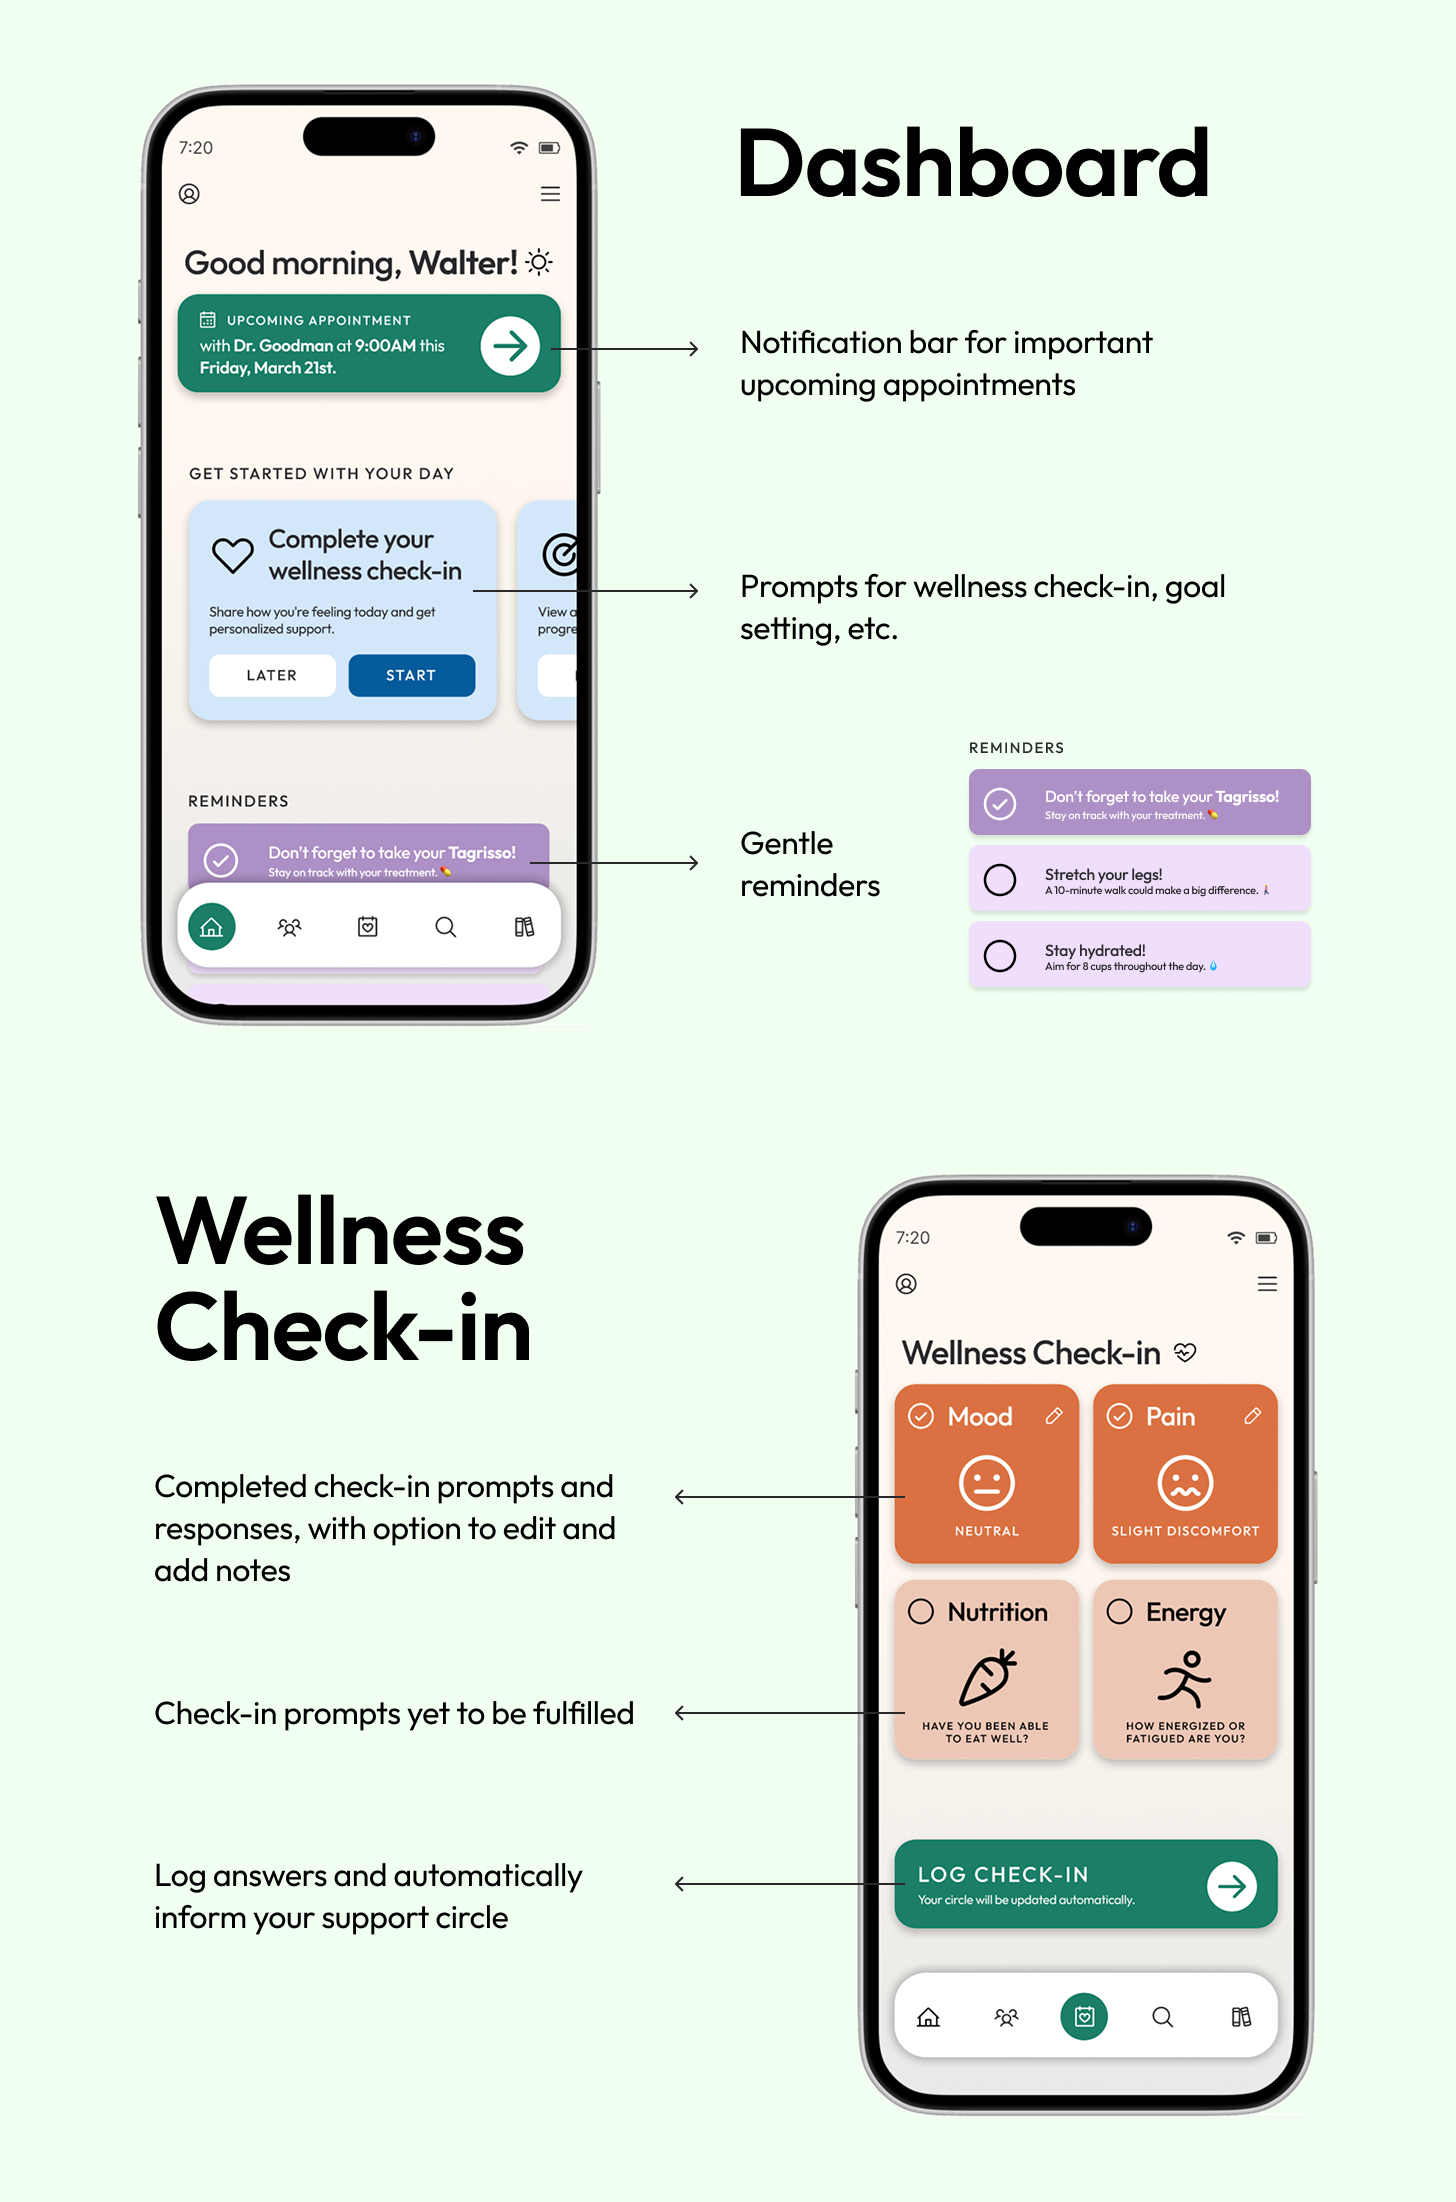 7:20
Dashboard
Good morning, Walter!
UPCOMING APPOINTMENT
with Dr. Goodman at 9:00AM this
Friday, March 21st.
Notification bar for important
upcoming appointments
GET STARTED WITH YOUR DAY
Complete your
wellness check-in
Share how you're feeling today and get
personalized support.
LATER
START
View a
progre
Prompts for wellness check-in, goal
setting, etc.
REMINDERS
Don't forget to take your Tagrisso!
Stay on track with your treatment. 💊
Gentle
reminders
REMINDERS
Don't forget to take your Tagrisso!
Stay on track with your treatment. 💊
Stretch your legs!
A 10-minute walk could make a big difference. 🚶
Stay hydrated!
Aim for 8 cups throughout the day. 💧
Wellness
Check-in
Completed check-in prompts and
responses, with option to edit and
add notes
Check-in prompts yet to be fulfilled
Log answers and automatically
inform your support circle
7:20
Wellness Check-in
Mood
NEUTRAL
Pain
SLIGHT DISCOMFORT
Nutrition
HAVE YOU BEEN ABLE
TO EAT WELL?
Energy
HOW ENERGIZED OR
FATIGUED ARE YOU?
LOG CHECK-IN
Your circle will be updated automatically.